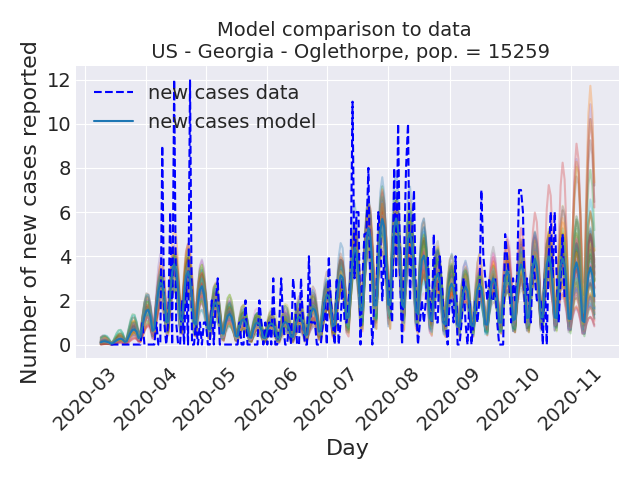 Model comparison to data
US - Georgia - Oglethorpe, pop. = 15259
Number of new cases reported
12
10
8
6
4
2
0
new cases data
new cases model
2020-03
2020-04
2020-05
2020-06
2020-07
2020-08
2020-09
2020-10
2020-11
Day